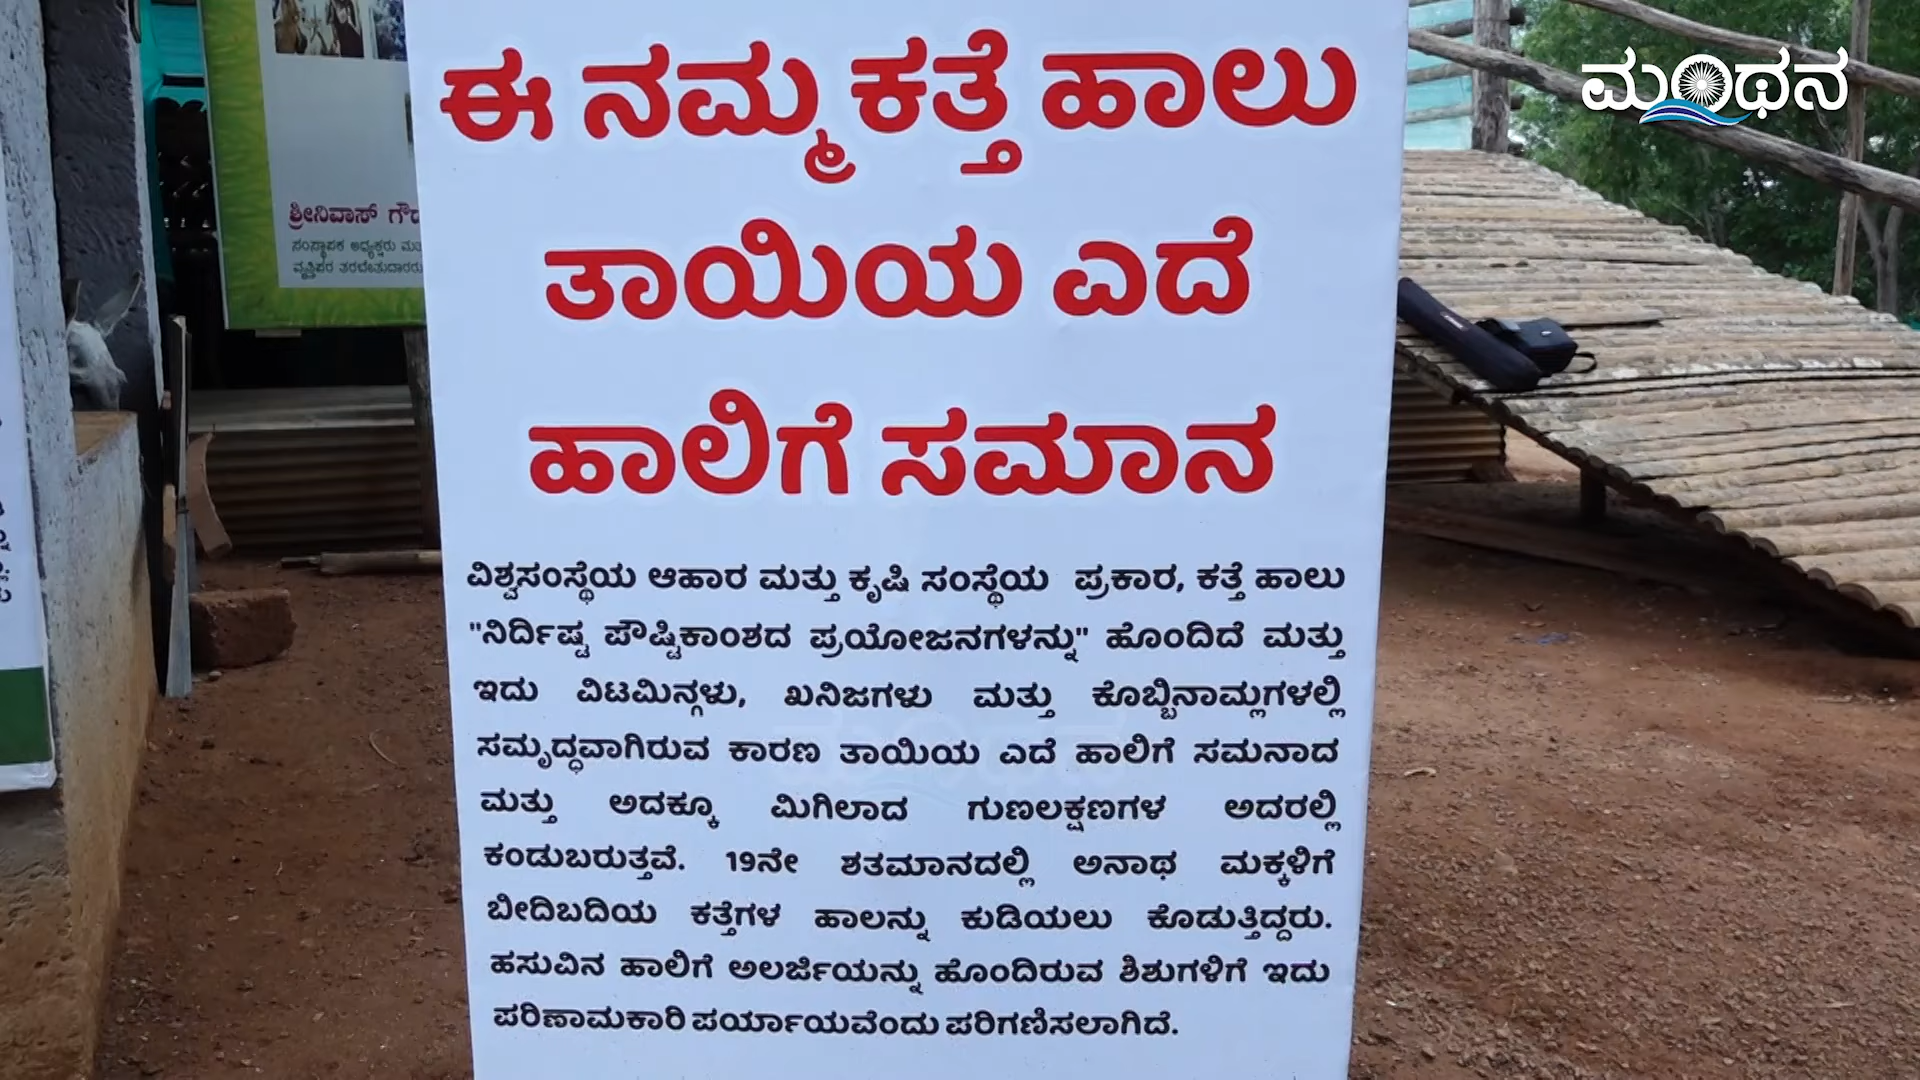 ಮಂಥನ
ಈ ನಮ್ಮ ಕತ್ತೆ ಹಾಲು
ತಾಯಿಯ ಎದೆ
ಹಾಲಿಗೆ ಸಮಾನ
ವಿಶ್ವಸಂಸ್ಥೆಯ ಆಹಾರ ಮತ್ತು ಕೃಷಿ ಸಂಸ್ಥೆಯ ಪ್ರಕಾರ, ಕತ್ತೆ ಹಾಲು
"ನಿರ್ದಿಷ್ಟ ಪೌಷ್ಟಿಕಾಂಶದ ಪ್ರಯೋಜನಗಳನ್ನು" ಹೊಂದಿದೆ ಮತ್ತು
ಇದು ವಿಟಮಿನ್ಗಳು, ಖನಿಜಗಳು ಮತ್ತು ಕೊಬ್ಬಿನಾಮ್ಲಗಳಲ್ಲಿ
ಸಮೃದ್ಧವಾಗಿರುವ ಕಾರಣ ತಾಯಿಯ ಎದೆ ಹಾಲಿಗೆ ಸಮನಾದ
ಮತ್ತು ಅದಕ್ಕೂ ಮಿಗಿಲಾದ ಗುಣಲಕ್ಷಣಗಳ ಅದರಲ್ಲಿ
ಕಂಡುಬರುತ್ತವೆ. 19ನೇ ಶತಮಾನದಲ್ಲಿ ಅನಾಥ ಮಕ್ಕಳಿಗೆ
ಬೀದಿಬದಿಯ ಕತ್ತೆಗಳ ಹಾಲನ್ನು ಕುಡಿಯಲು ಕೊಡುತ್ತಿದ್ದರು.
ಹಸುವಿನ ಹಾಲಿಗೆ ಅಲರ್ಜಿಯನ್ನು ಹೊಂದಿರುವ ಶಿಶುಗಳಿಗೆ ಇದು
ಪರಿಣಾಮಕಾರಿ ಪರ್ಯಾಯವೆಂದು ಪರಿಗಣಿಸಲಾಗಿದೆ.
ಶ್ರೀನಿವಾಸ್
ಸಂಸ್ಥಾಪಕ ಅಧ್ಯಕ್ಷರು
ವೃತ್ತಿಪರ ತರಬೇತುದಾರರು